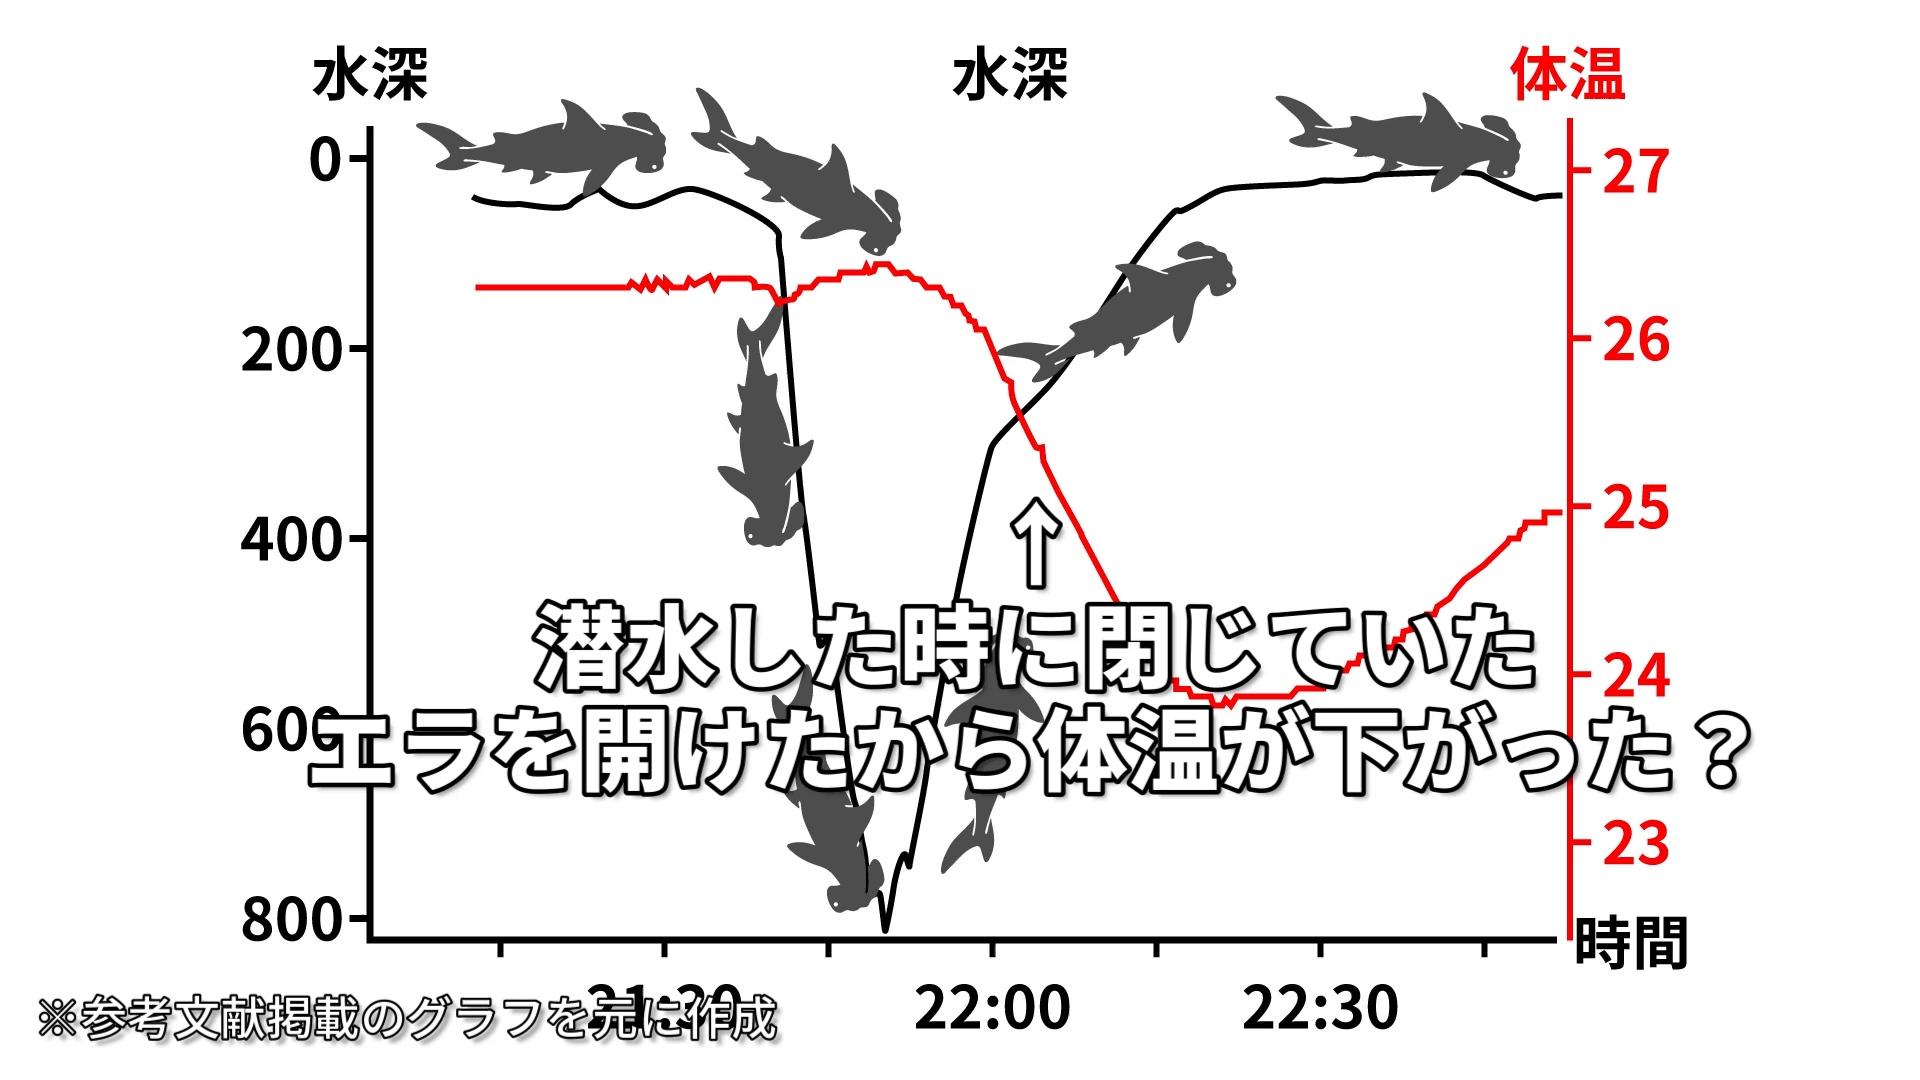 水深
水深
体温
0
200
400
600
800
27
26
25
24
23
↑
潜水した時に閉じていた
エラを開けたから体温が下がった？
時間
21:30
22:00
22:30
※参考文献掲載のグラフを元に作成